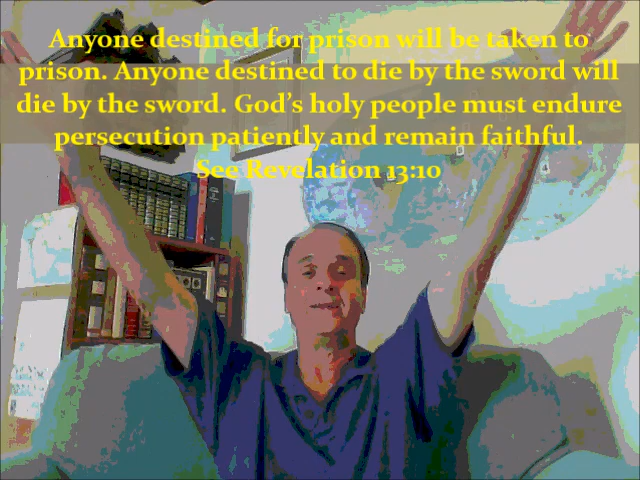 Anyone destined for prison will be taken to
prison. Anyone destined to die by the sword will
die by the sword. God’s holy people must endure
persecution patiently and remain faithful.
See Revelation 13:10